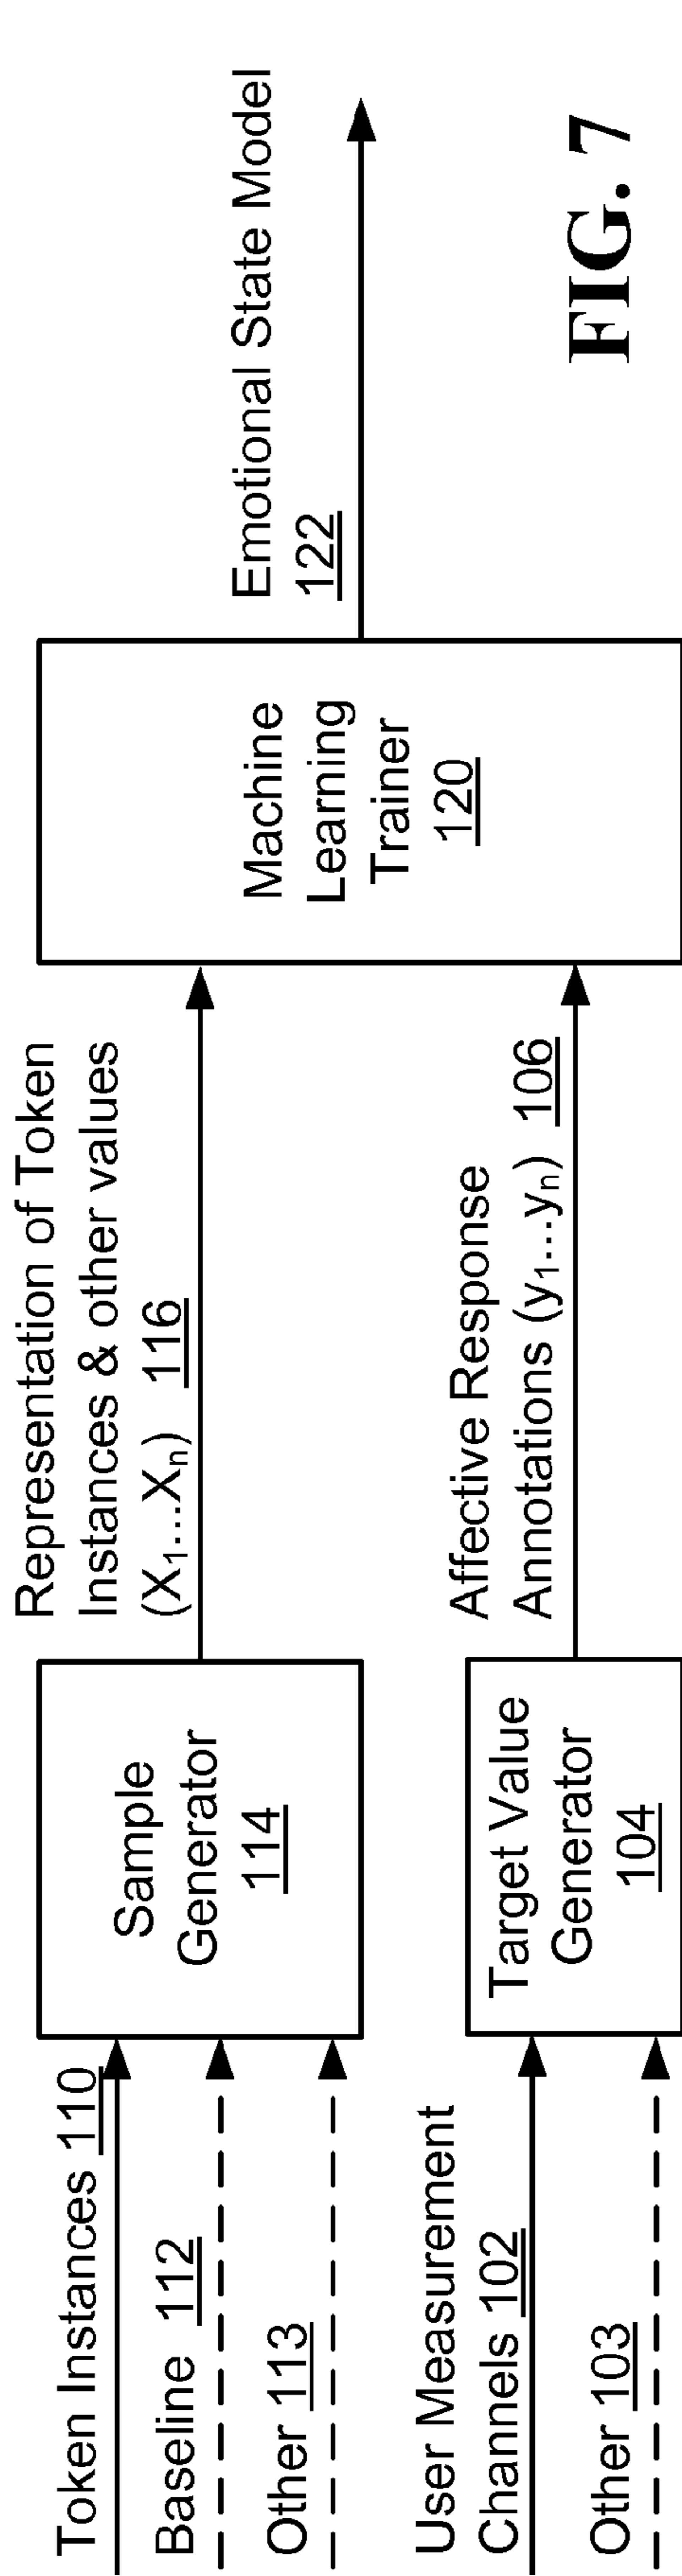 Token Instances 110
Baseline 112
Other 113
Sample
Generator
114
Representation of Token
Instances & other values
(X₁...Xₙ) 116
User Measurement
Channels 102
Other 103
Target Value
Generator
104
Affective Response
Annotations (y₁...yₙ) 106
Machine
Learning
Trainer
120
Emotional State Model
122
FIG. 7